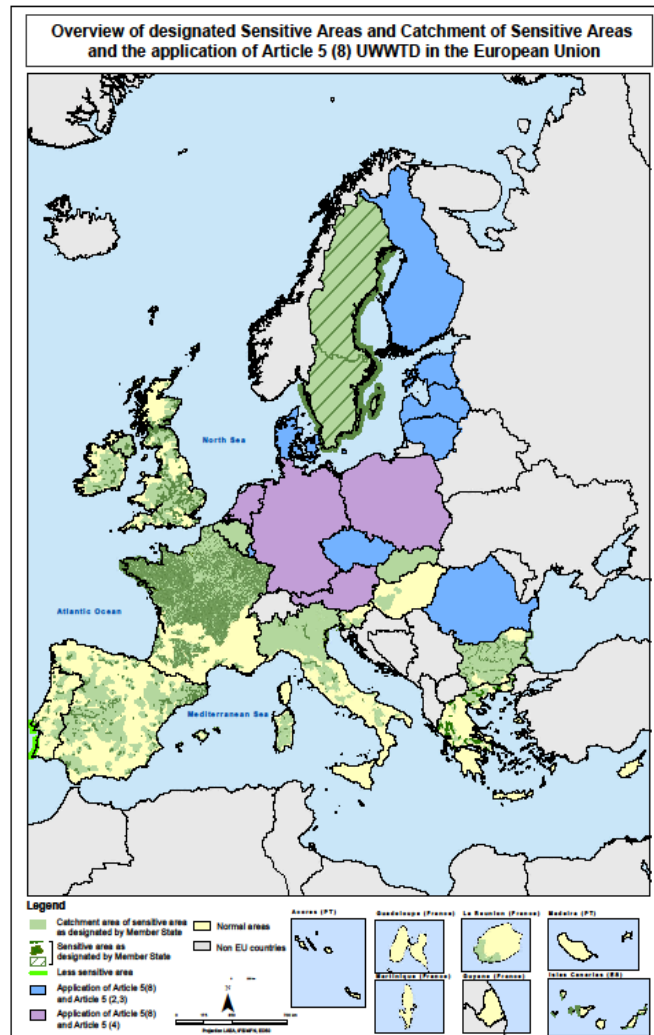 Overview of designated Sensitive Areas and Catchment of Sensitive Areas
and the application of Article 5 (8) UWWTD in the European Union
North Sea
Atlantic Ocean
Mediterranean Sea
Legend
Catchment area of sensitive area
as designated by Member State
Sensitive area as
designated by Member State
Less sensitive area
Application of Article 5(8)
and Article 5 (2,3)
Application of Article 5(8)
and Article 5 (4)
Normal areas
Non EU countries
N
Acores (PT)
Guadeloupe (France)
La Reunion (France)
Madeira (PT)
Martinique (France)
Guyane (France)
Islas Canarias (ES)